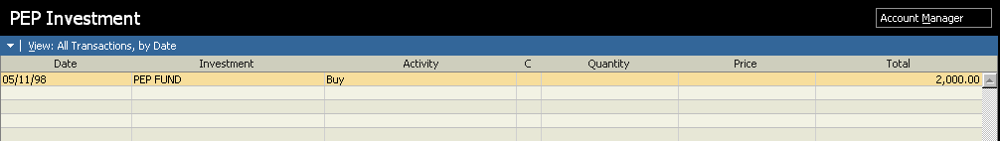 PEP Investment
Account Manager
View: All Transactions, by Date
Date Investment Activity C Quantity Price Total
05/11/98 PEP FUND Buy 2,000.00